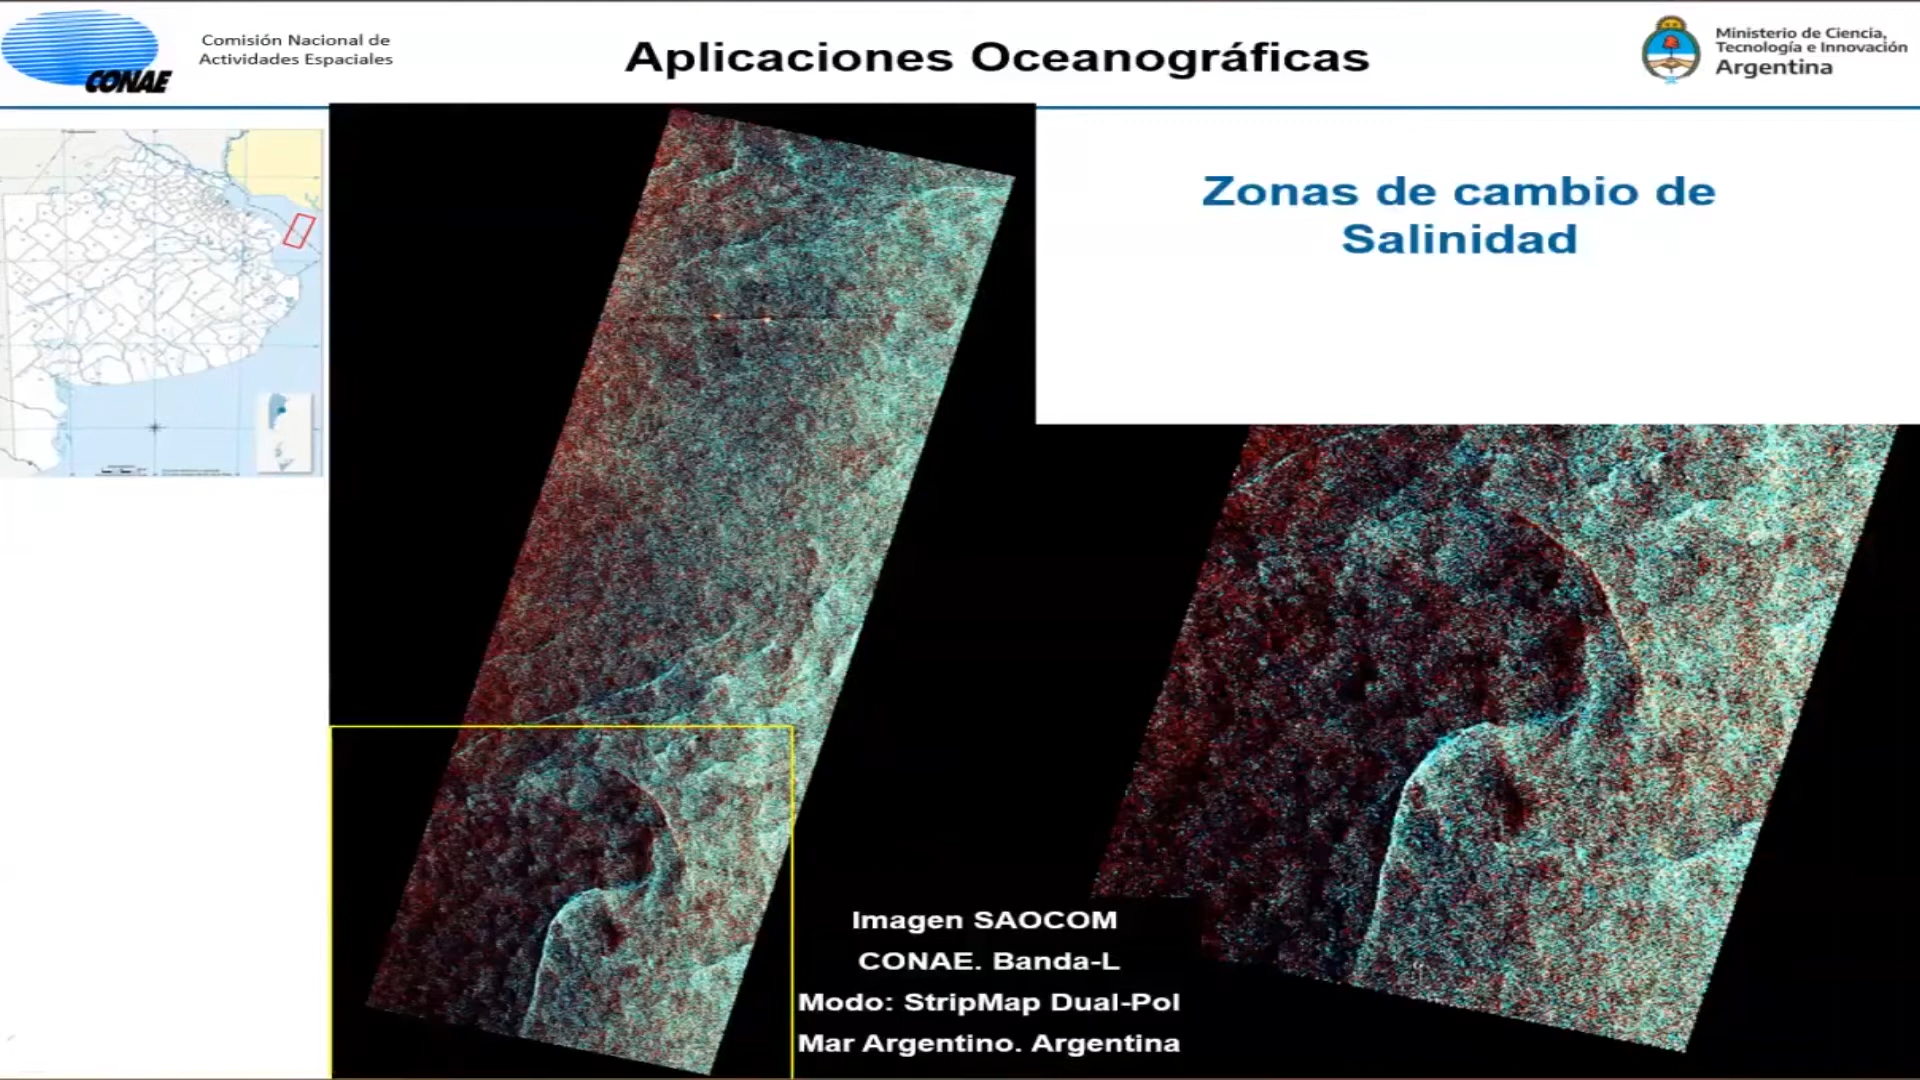 CONAE
Comisión Nacional de
Actividades Espaciales
Aplicaciones Oceanográficas
Ministerio de Ciencia,
Tecnología e Innovación
Argentina
Zonas de cambio de
Salinidad
Imagen SAOCOM
CONAE. Banda-L
Modo: StripMap Dual-Pol
Mar Argentino. Argentina